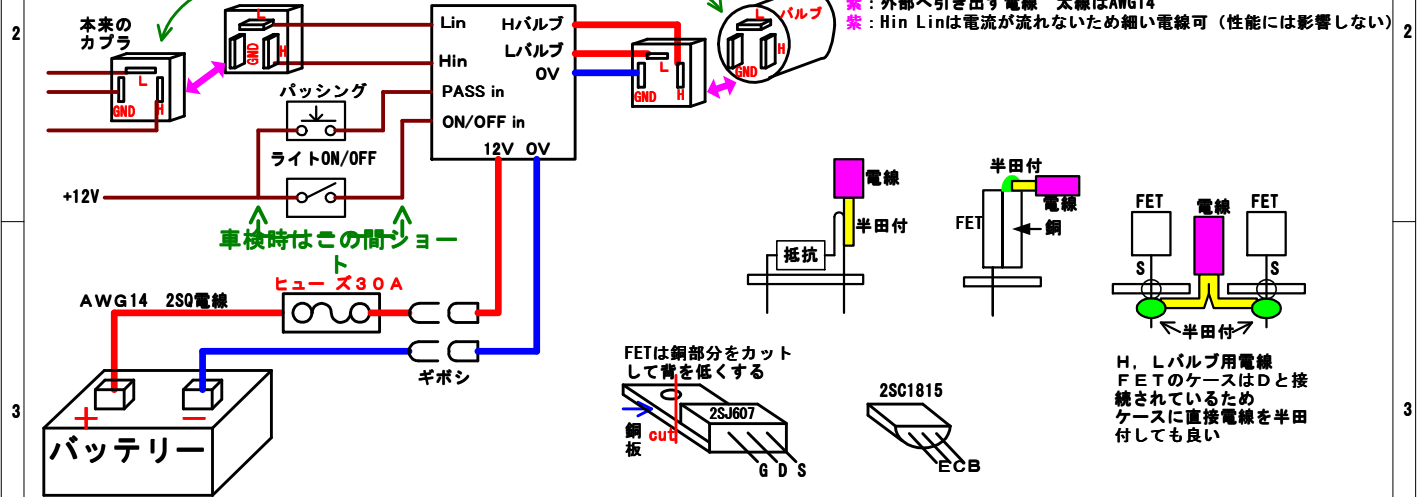 紫：外部へ引き出す電線　太線はAWG14
紫：Hin Linは電流が流れないため細い電線可（性能には影響しない）
2
2
本来の
カプラ
L
GND
H
L
GND
H
Lin
Hin
PASS in
ON/OFF in
Hバルブ
Lバルブ
0V
12V 0V
GND
H
L
H
GND
バルブ
パッシング
ライトON/OFF
+12V
車検時はこの間ショー
ト
ヒューズ30A
AWG14　2SQ電線
ギボシ
+
−
バッテリー
電線
半田付
抵抗
半田付
電線
FET
銅
FET
電線
FET
S
S
半田付
H, Lバルブ用電線
FETのケースはDと接
続されているため
ケースに直接電線を半田
付しても良い
FETは銅部分をカット
して背を低くする
2SJ607
銅
板
cut
G D S
2SC1815
ECB
3
3